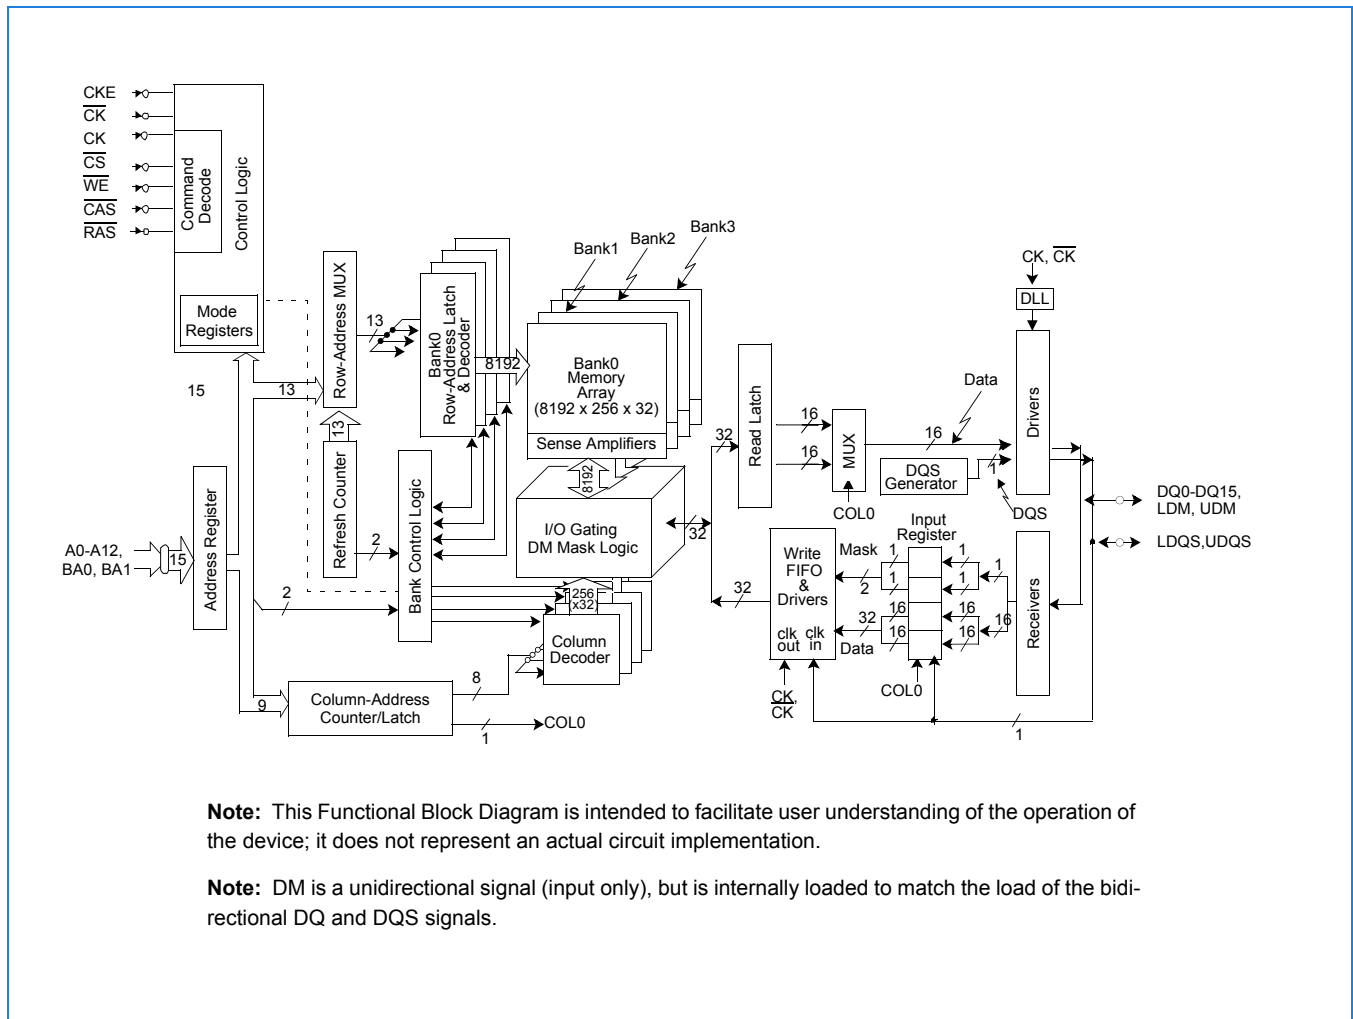 CKE
CK
CK
CS
WE
CAS
RAS
Command
Decode
Control Logic
Mode
Registers
15
13
Row-Address MUX
13
Refresh Counter
13
Bank0
Row-Address Latch
& Decoder
8192
Bank1
Bank2
Bank3
Bank0
Memory
Array
(8192 x 256 x 32)
Sense Amplifiers
8192
I/O Gating
DM Mask Logic
32
Bank Control Logic
2
2
A0-A12,
BA0, BA1
15
Address Register
9
Column-Address
Counter/Latch
8
1
COL0
256
(x32)
Column
Decoder
32
Read Latch
16
16
MUX
COL0
16
Data
DQS
Generator
1
DQS
CK, CK
DLL
Drivers
DQ0-DQ15,
LDM, UDM
LDQS,UDQS
Input
Register
Write
FIFO
&
Drivers
clk clk
out in
CK,
CK
32
Mask
2
32
Data
1
1
16
16
1
1
16
16
1
16
COL0
Receivers
1
Note: This Functional Block Diagram is intended to facilitate user understanding of the operation of
the device; it does not represent an actual circuit implementation.
Note: DM is a unidirectional signal (input only), but is internally loaded to match the load of the bidi-
rectional DQ and DQS signals.